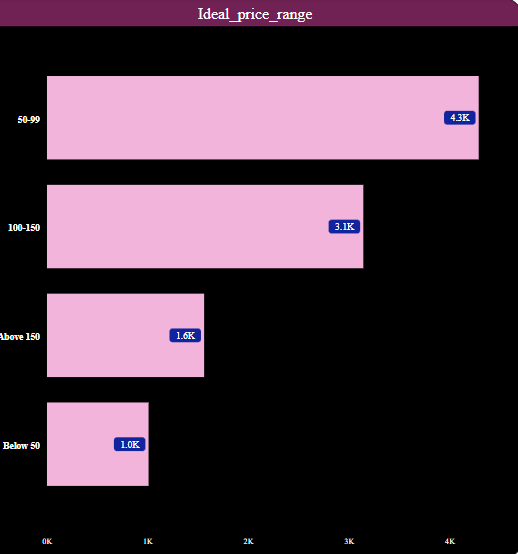 Ideal_price_range
50-99
4.3K
100-150
3.1K
Above 150
1.6K
Below 50
1.0K
0K 1K 2K 3K 4K